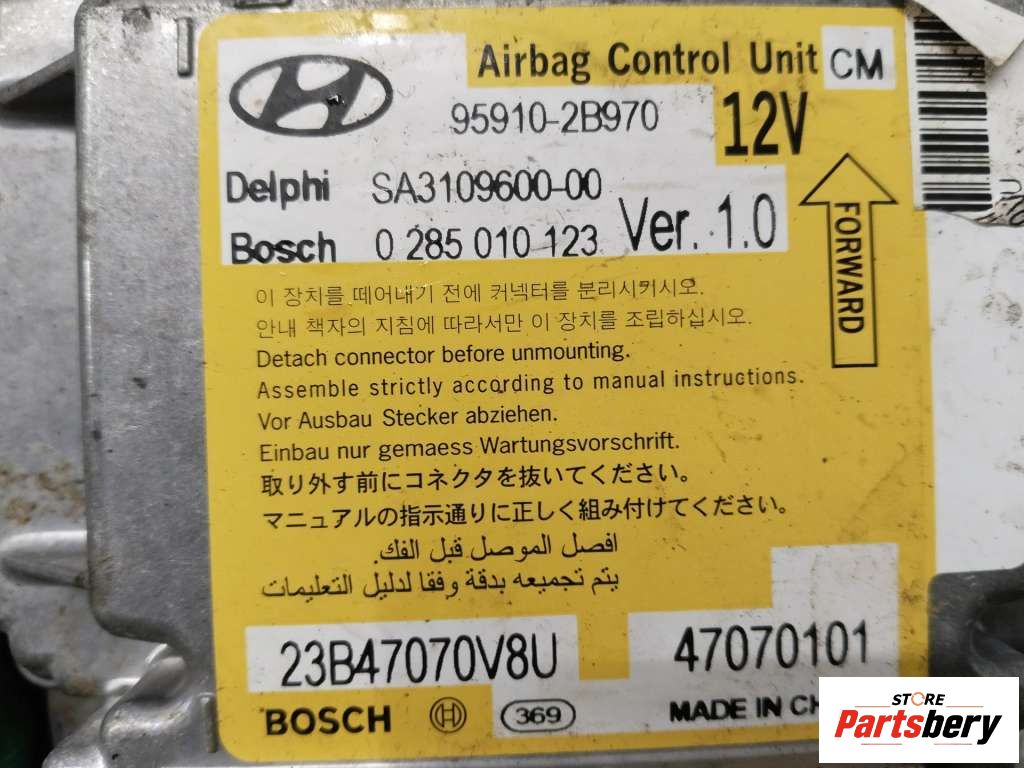 Airbag Control Unit CM
95910-2B970 12V
Delphi SA3109600-00
Bosch 0 285 010 123 Ver. 1.0
FORWARD
이 장치를 떼어내기 전에 커넥터를 분리시키시오.
안내 책자의 지침에 따라서만 이 장치를 조립하십시오.
Detach connector before unmounting.
Assemble strictly according to manual instructions.
Vor Ausbau Stecker abziehen.
Einbau nur gemaess Wartungsvorschrift.
取り外す前にコネクタを抜いてください。
マニュアルの指示通りに正しく組み付けてください。
افصل الموصل قبل الفك.
يتم تجميعه بدقة وفقا لدليل التعليمات
23B47070V8U 47070101
BOSCH 369 MADE IN
STORE
Partsbery